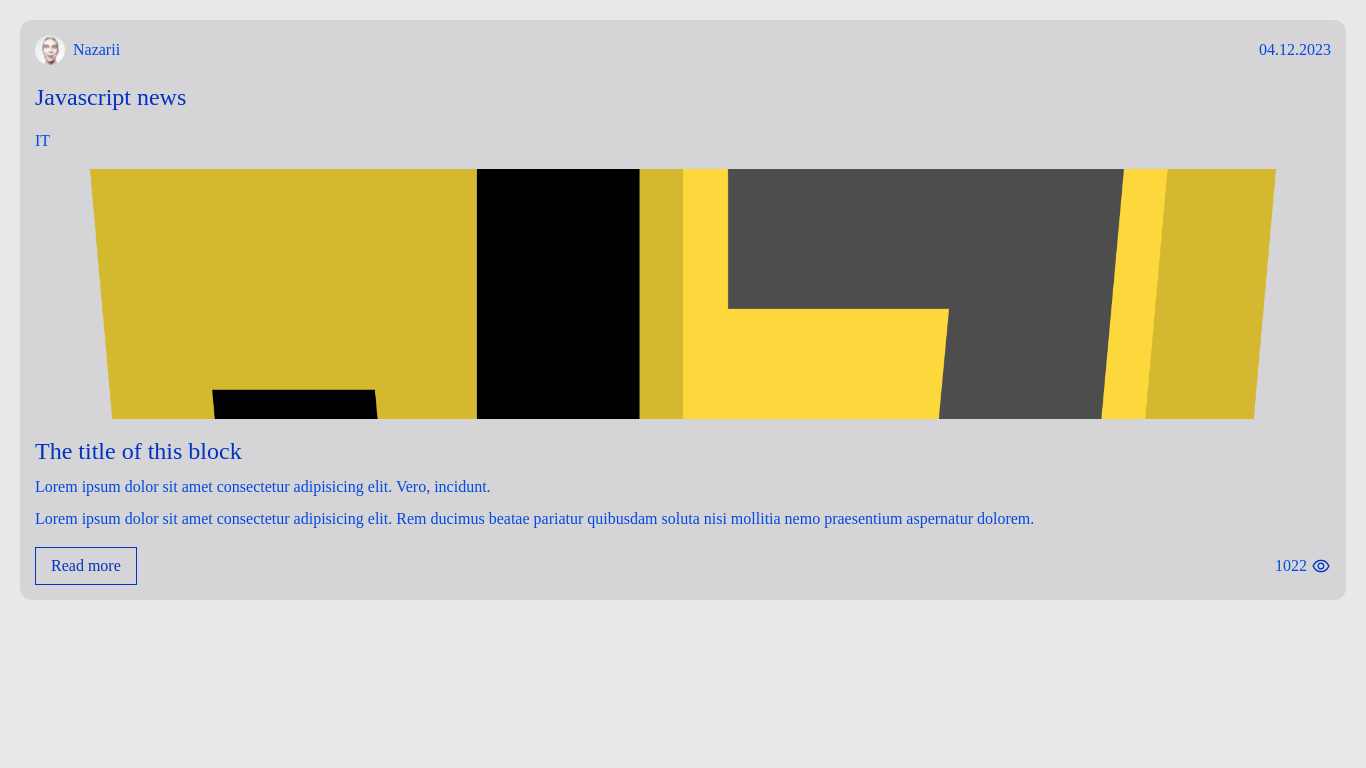 Nazarii
04.12.2023
Javascript news
IT
The title of this block
Lorem ipsum dolor sit amet consectetur adipisicing elit. Vero, incidunt.
Lorem ipsum dolor sit amet consectetur adipisicing elit. Rem ducimus beatae pariatur quibusdam soluta nisi mollitia nemo praesentium aspernatur dolorem.
Read more
1022